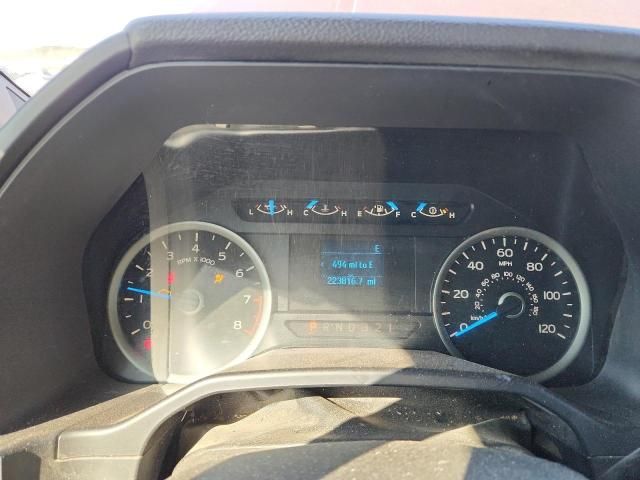 L H C H E F C H
3 4 5
RPM X 1000
2 6
1 7
0 8
E
< 494 mi to E
223816.7 mi
P R N D 3 2 1
60
40 80
MPH
20 100
0 120
km/h